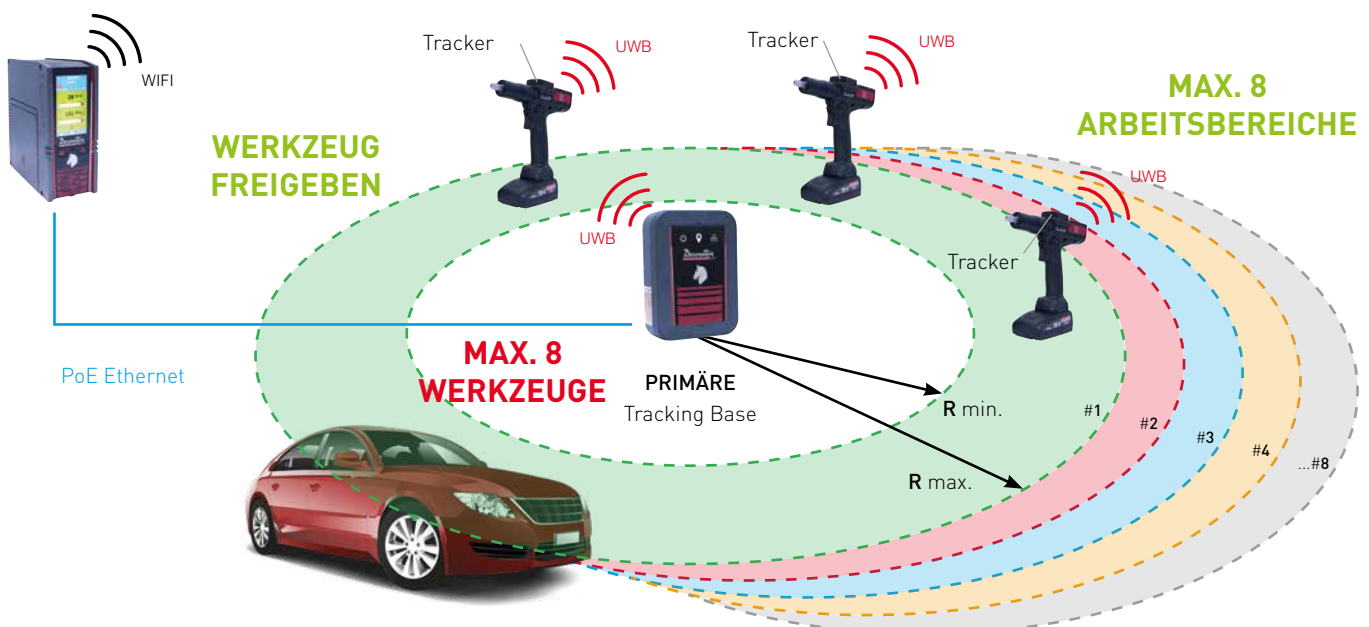 Tracker
UWB
Tracker
UWB
WIFI
MAX. 8
ARBEITSBEREICHE
WERKZEUG
FREIGEBEN
UWB
UWB
Desoutter
Tracker
PoE Ethernet
MAX. 8
WERKZEUGE
PRIMÄRE
Tracking Base
R min.
R max.
#1
#2
#3
#4
...#8